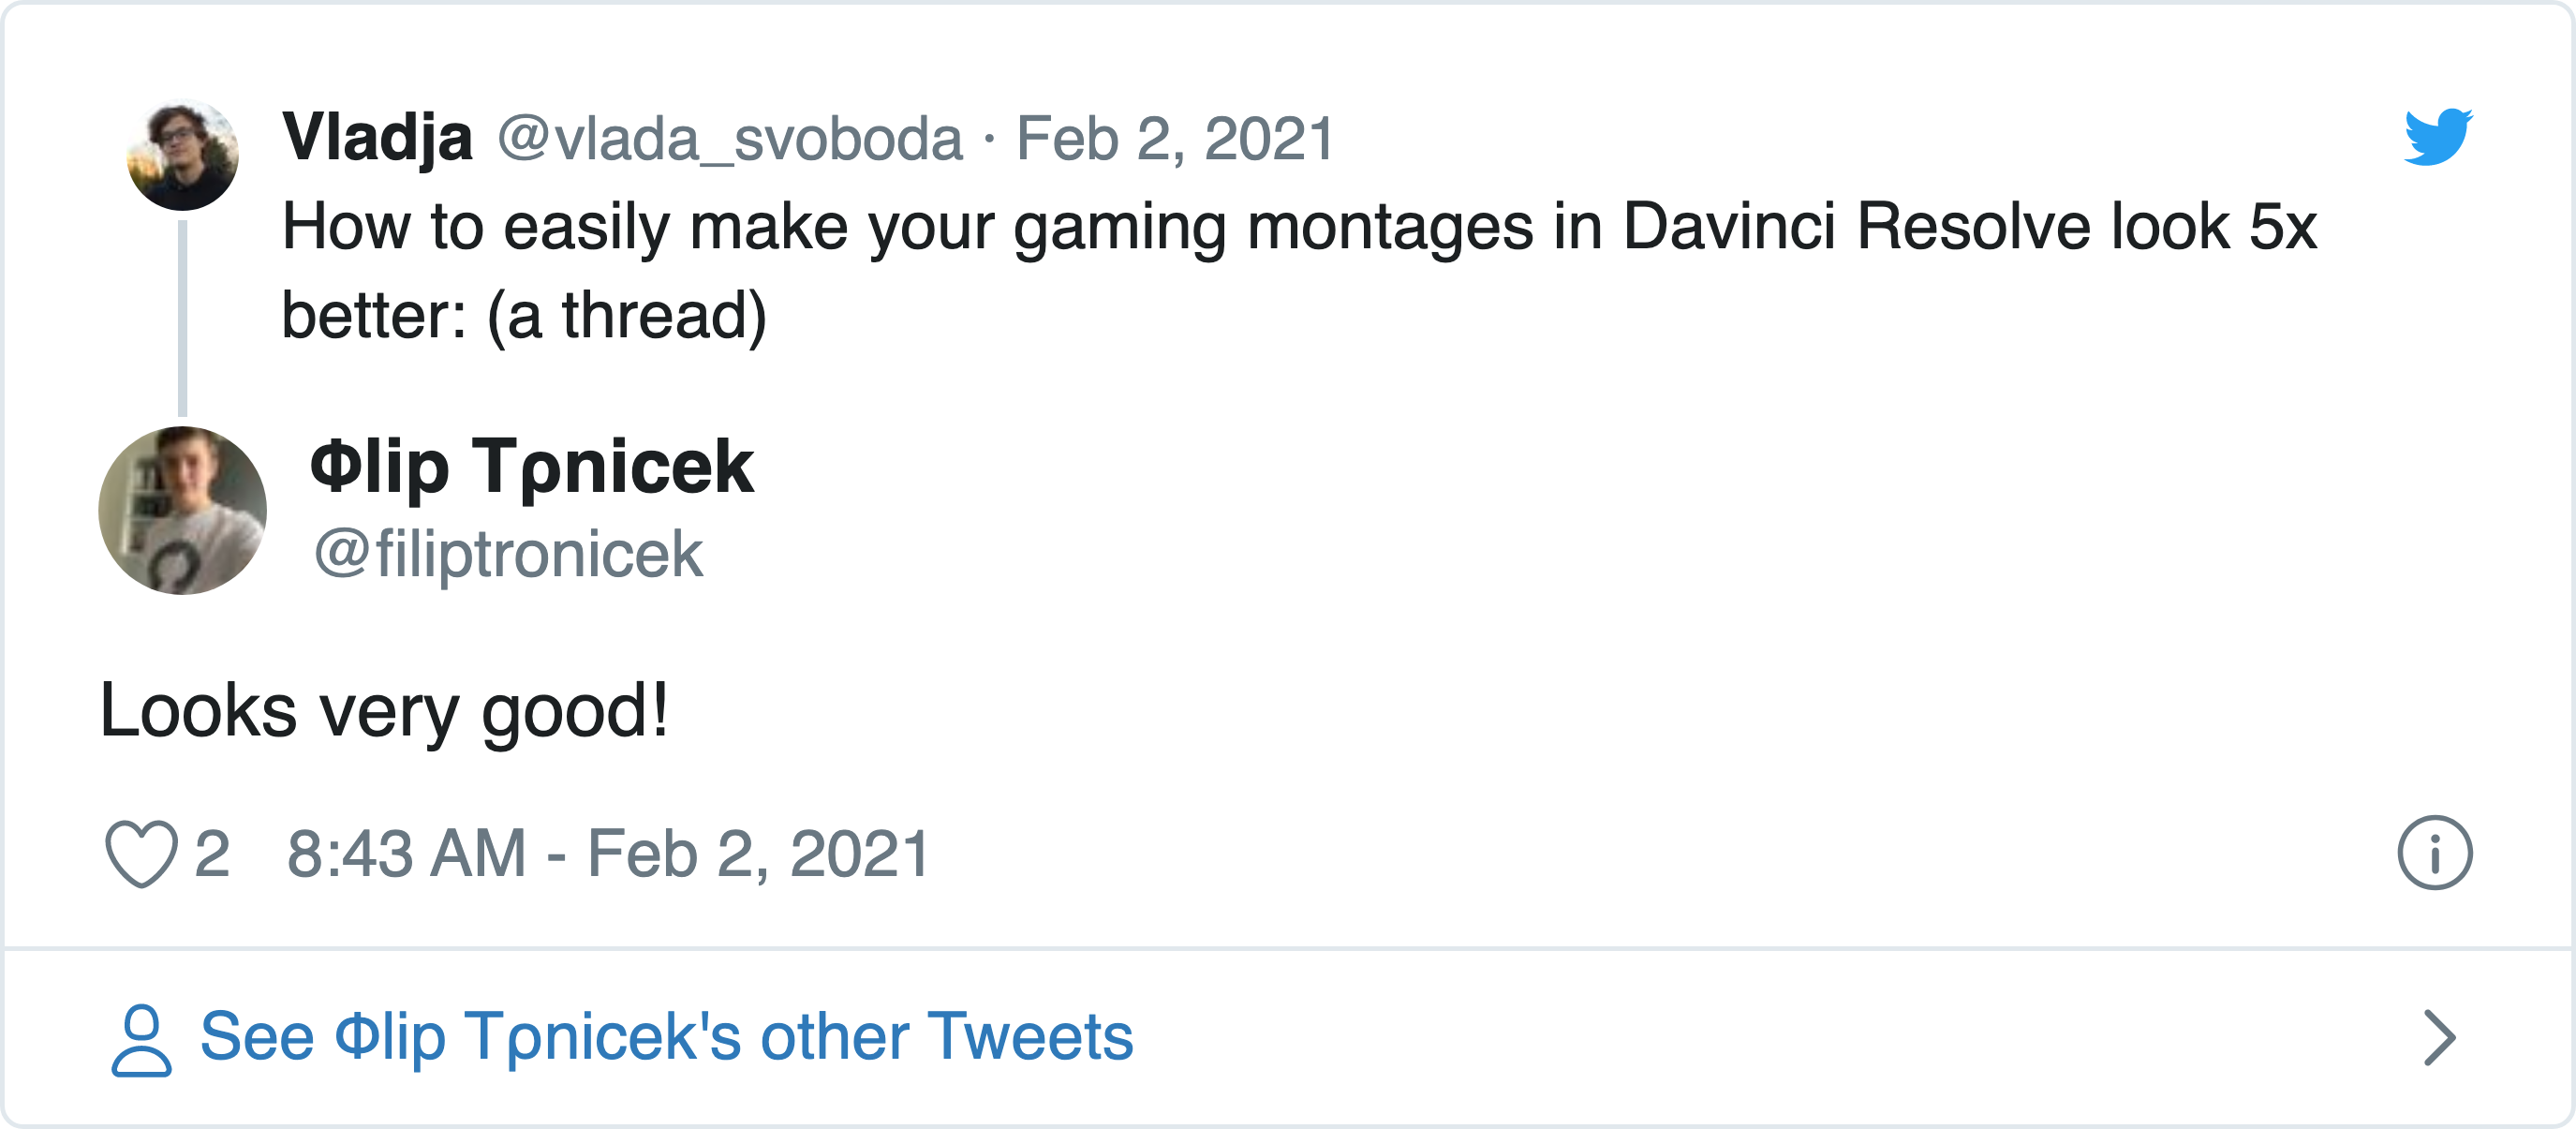 Vladja @vlada_svoboda · Feb 2, 2021
How to easily make your gaming montages in Davinci Resolve look 5x
better: (a thread)
Φlip Tρnicek
@filiptronicek
Looks very good!
2 8:43 AM - Feb 2, 2021
See Φlip Tρnicek's other Tweets